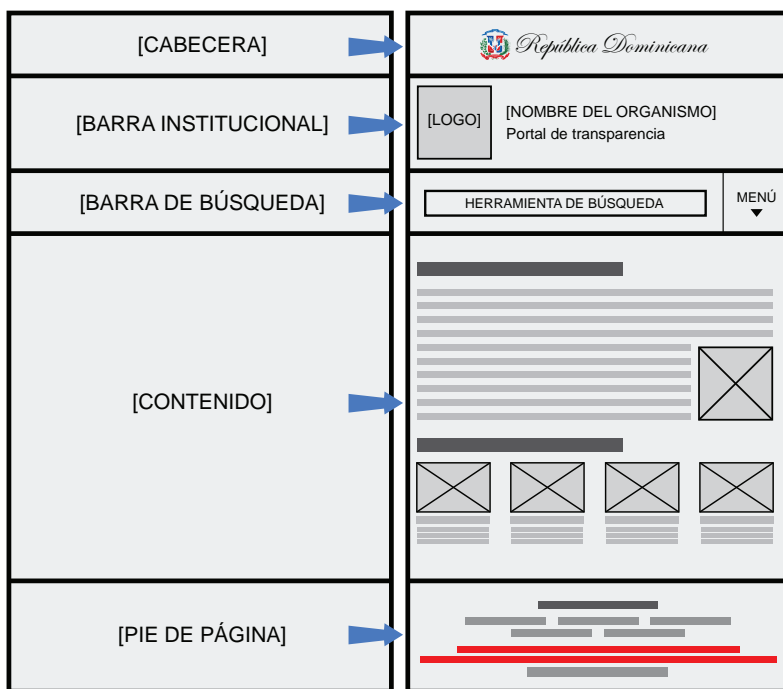 [CABECERA]
República Dominicana
[BARRA INSTITUCIONAL]
[LOGO]
[NOMBRE DEL ORGANISMO]
Portal de transparencia
[BARRA DE BÚSQUEDA]
HERRAMIENTA DE BÚSQUEDA
MENÚ
[CONTENIDO]
[PIE DE PÁGINA]